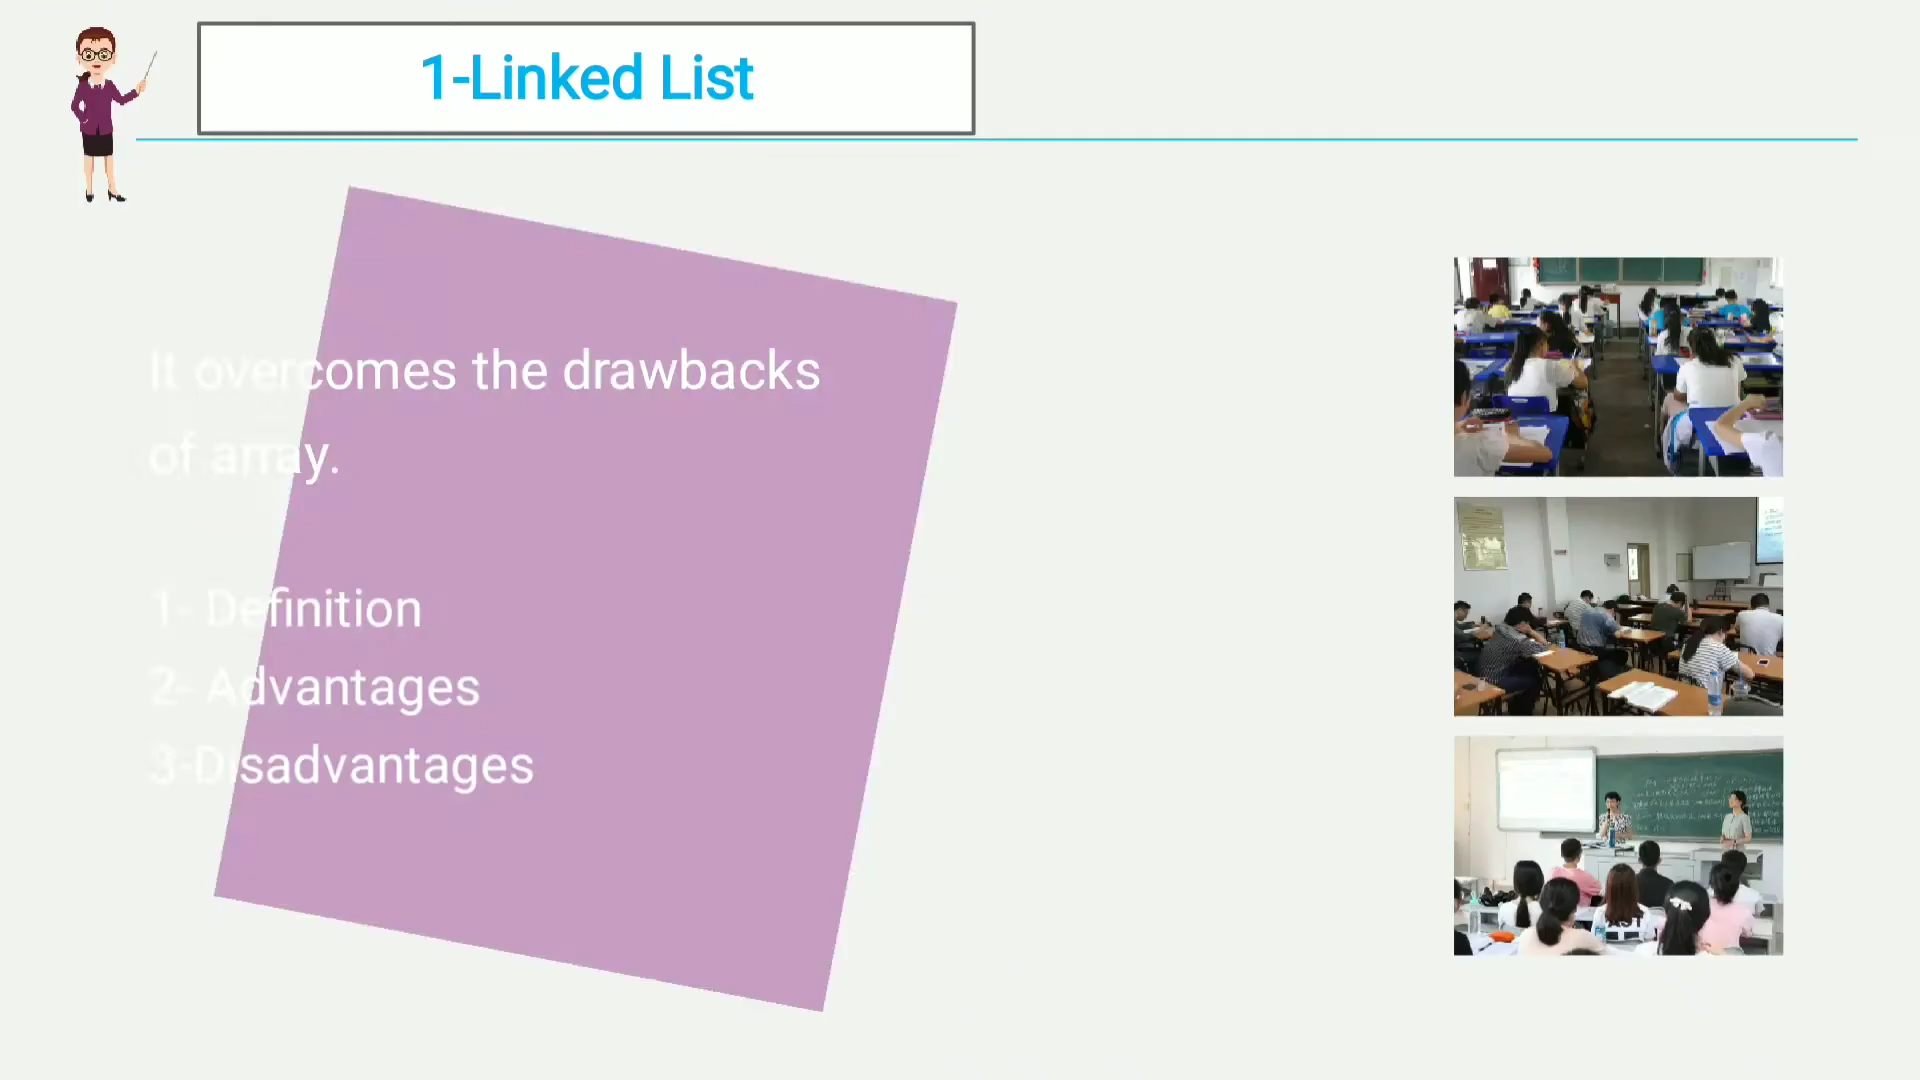 1-Linked List
It overcomes the drawbacks
of array.
1- Definition
2- Advantages
3-Disadvantages